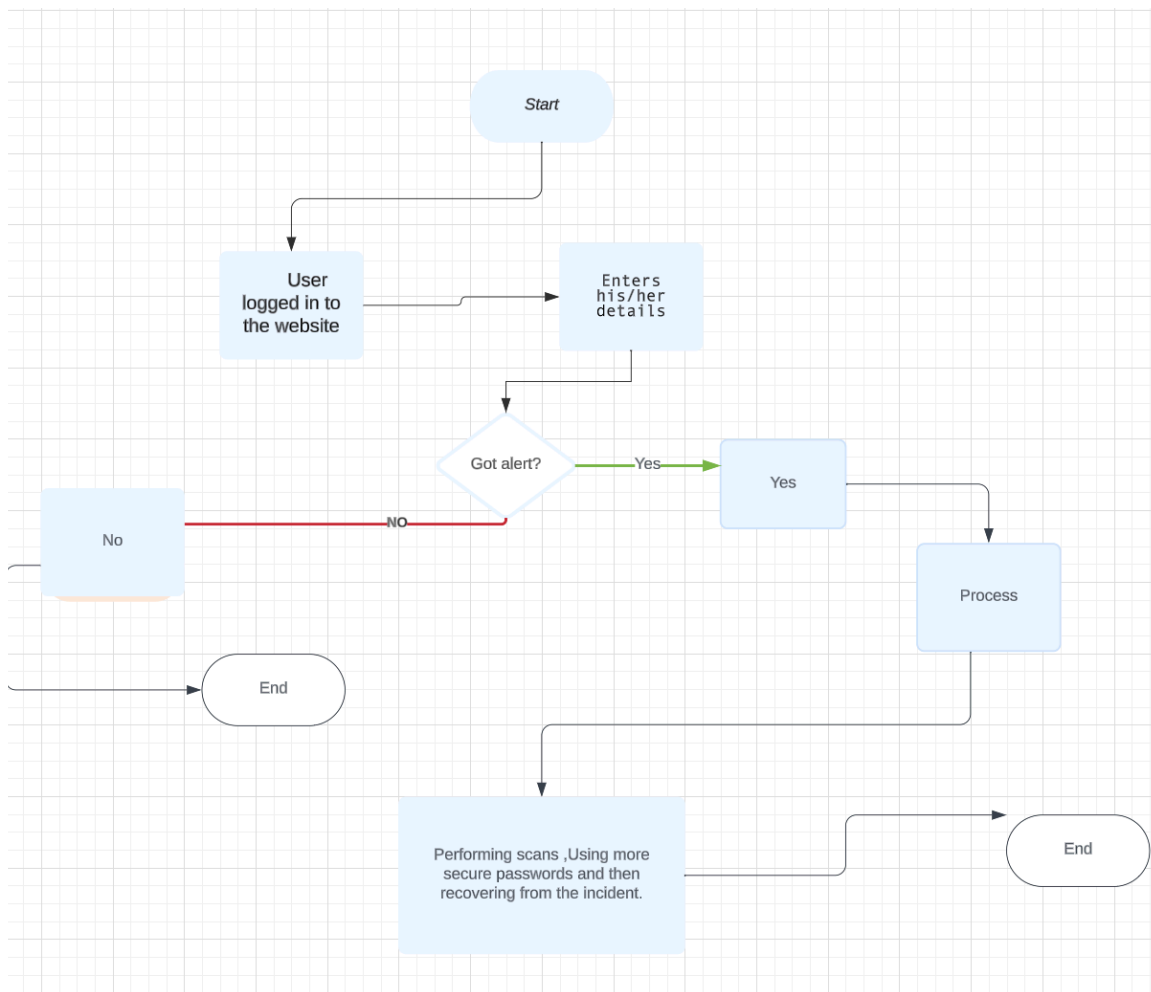 Start
User
logged in to
the website
Enters
his/her
details
Got alert?
Yes
Yes
NO
No
Process
End
Performing scans ,Using more
secure passwords and then
recovering from the incident.
End